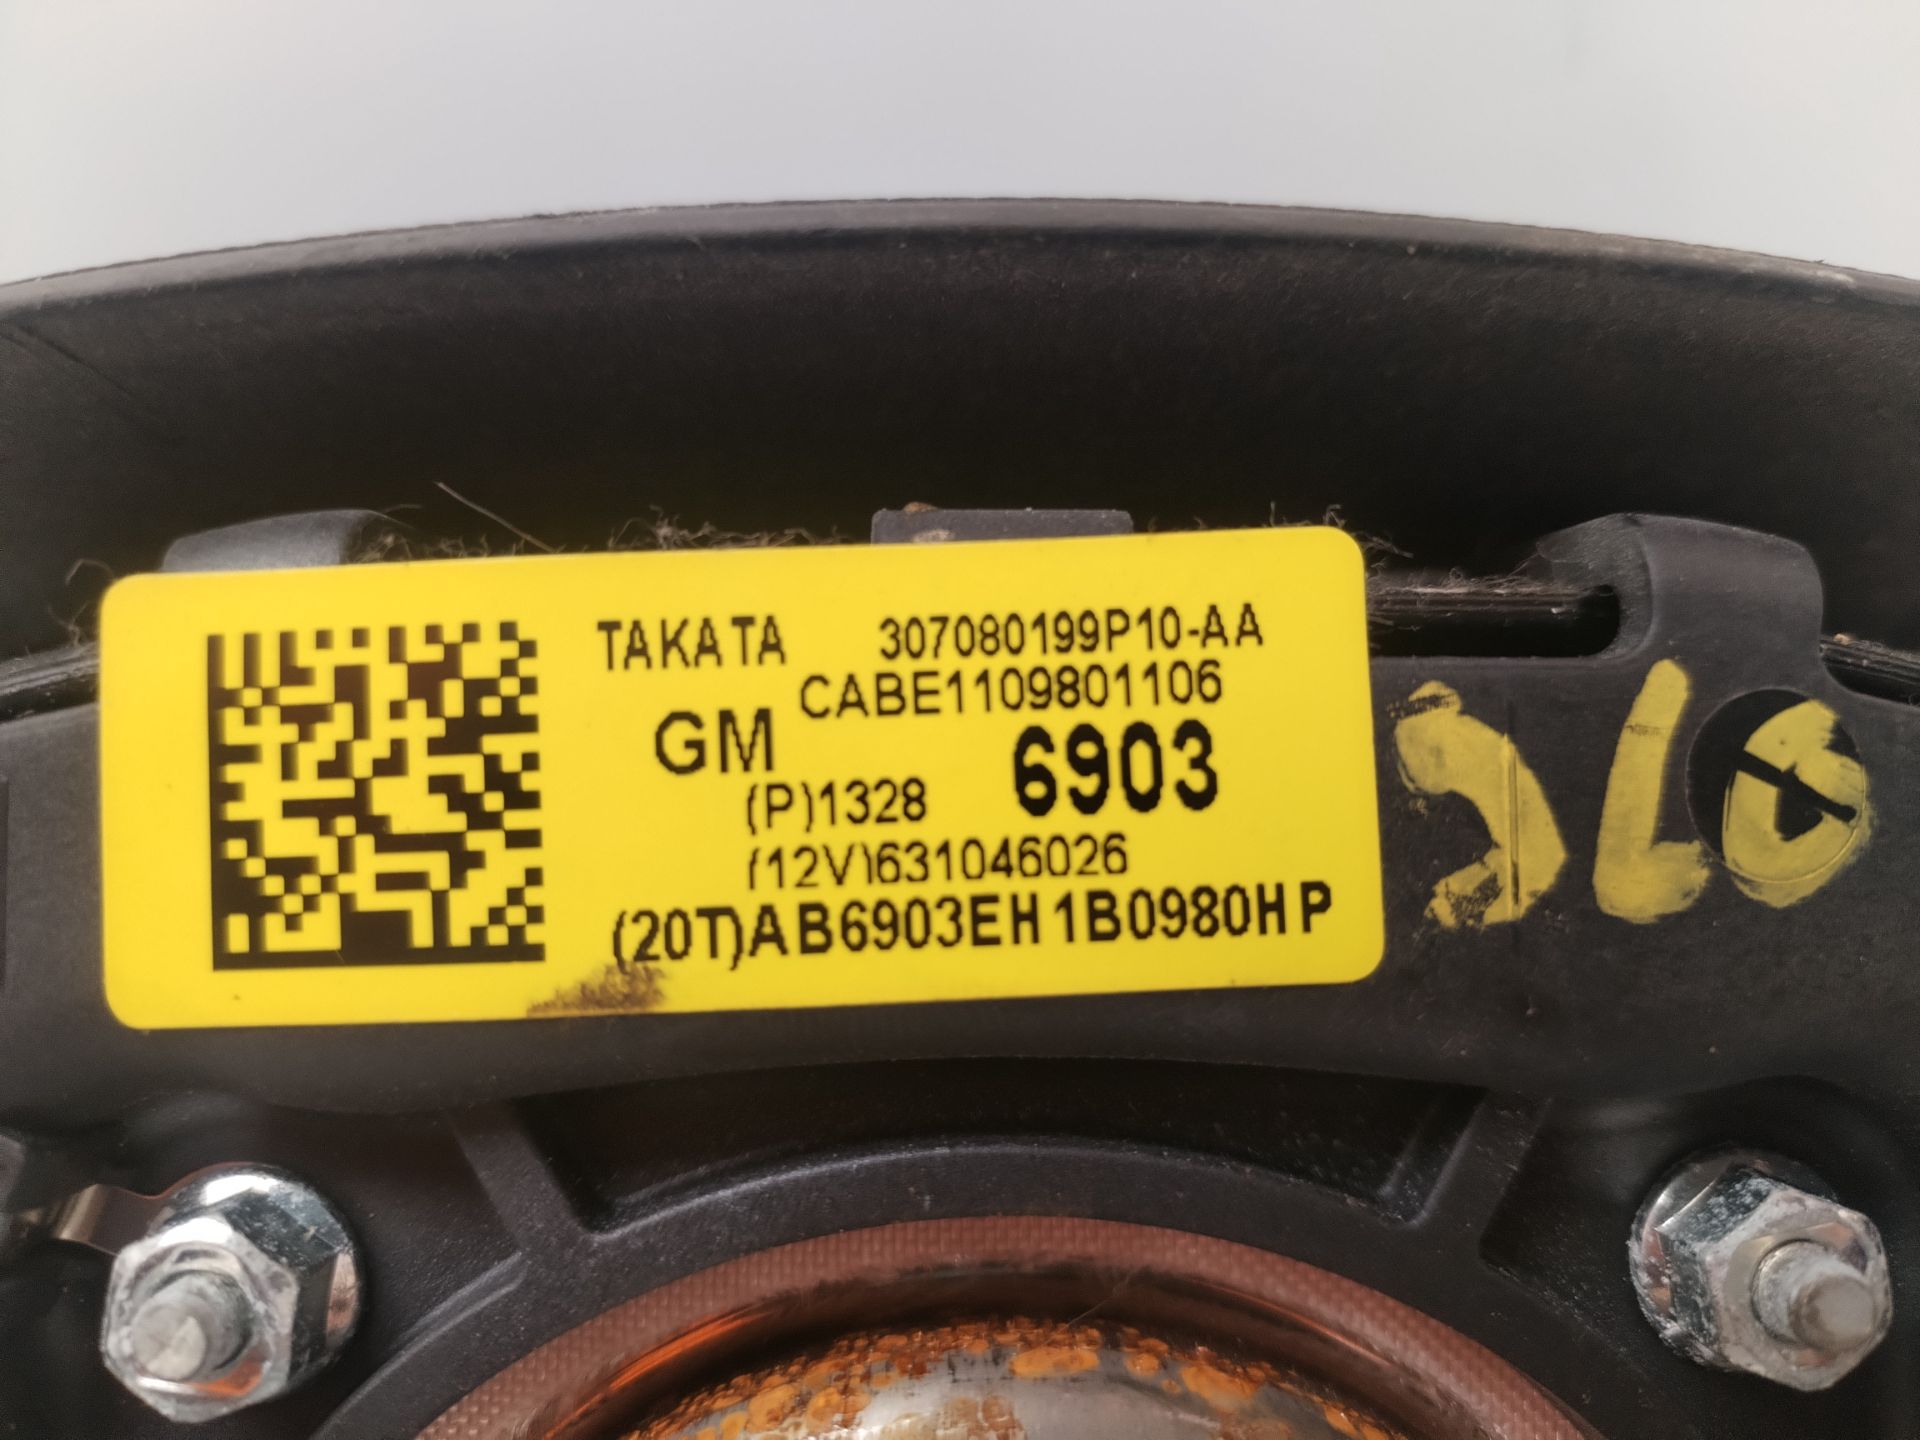 TAKATA 307080199P10-AA
CABE1109801106
GM 6903
(P)1328
(12V)631046026
(20T)AB6903EH1B0980HP